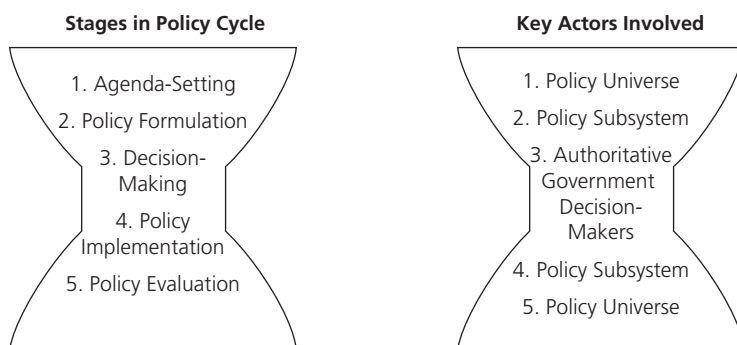 Stages in Policy Cycle
1. Agenda-Setting
2. Policy Formulation
3. Decision-
Making
4. Policy
Implementation
5. Policy Evaluation
Key Actors Involved
1. Policy Universe
2. Policy Subsystem
3. Authoritative
Government
Decision-
Makers
4. Policy Subsystem
5. Policy Universe